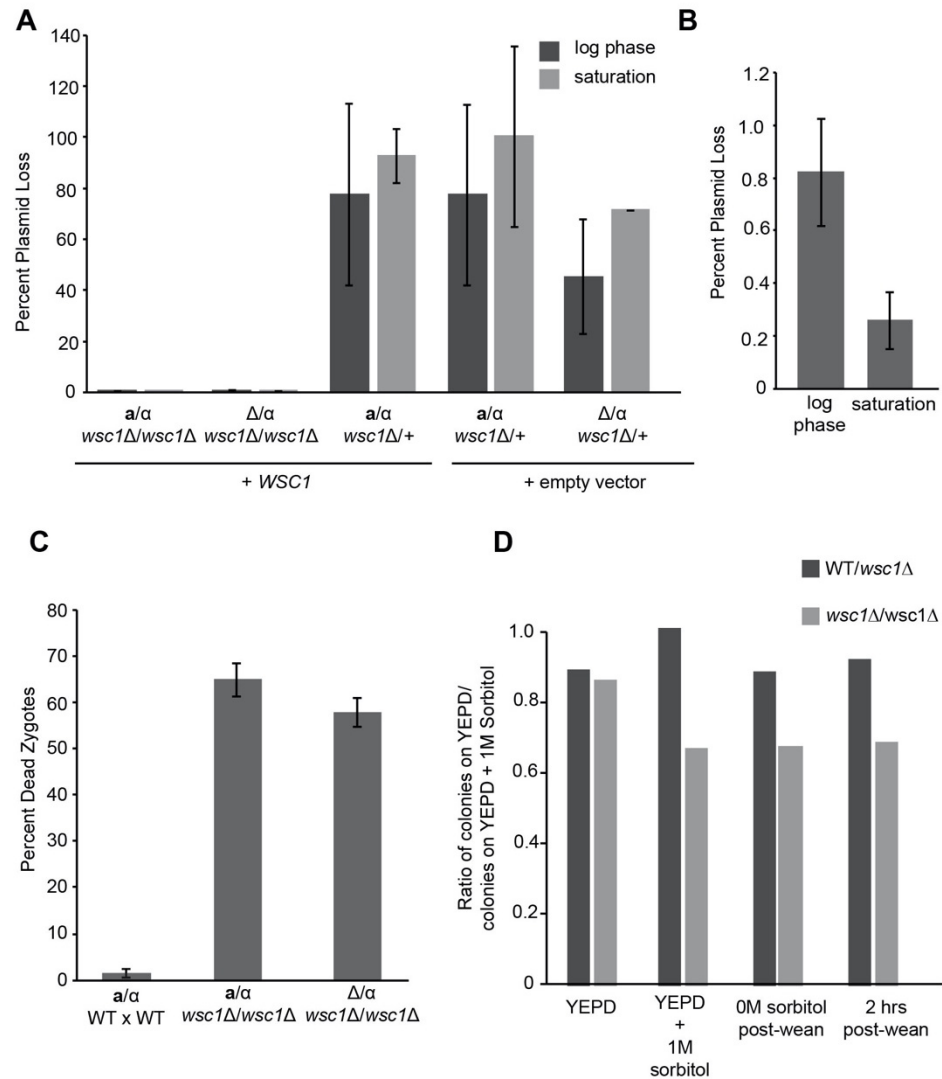 A
Percent Plasmid Loss
140
120
100
80
60
40
20
0
log phase
saturation
a/α
wsc1Δ/wsc1Δ
Δ/α
wsc1Δ/wsc1Δ
a/α
wsc1Δ/+
a/α
wsc1Δ/+
Δ/α
wsc1Δ/+
+ WSC1
+ empty vector
B
Percent Plasmid Loss
1.2
1.0
0.8
0.6
0.4
0.2
0
log
phase
saturation
C
Percent Dead Zygotes
80
70
60
50
40
30
20
10
0
a/α
WT x WT
a/α
wsc1Δ/wsc1Δ
Δ/α
wsc1Δ/wsc1Δ
D
WT/wsc1Δ
wsc1Δ/wsc1Δ
Ratio of colonies on YEPD/
colonies on YEPD + 1M Sorbitol
1.0
0.8
0.6
0.4
0.2
0
YEPD
YEPD
+
1M
sorbitol
0M sorbitol
post-wean
2 hrs
post-wean